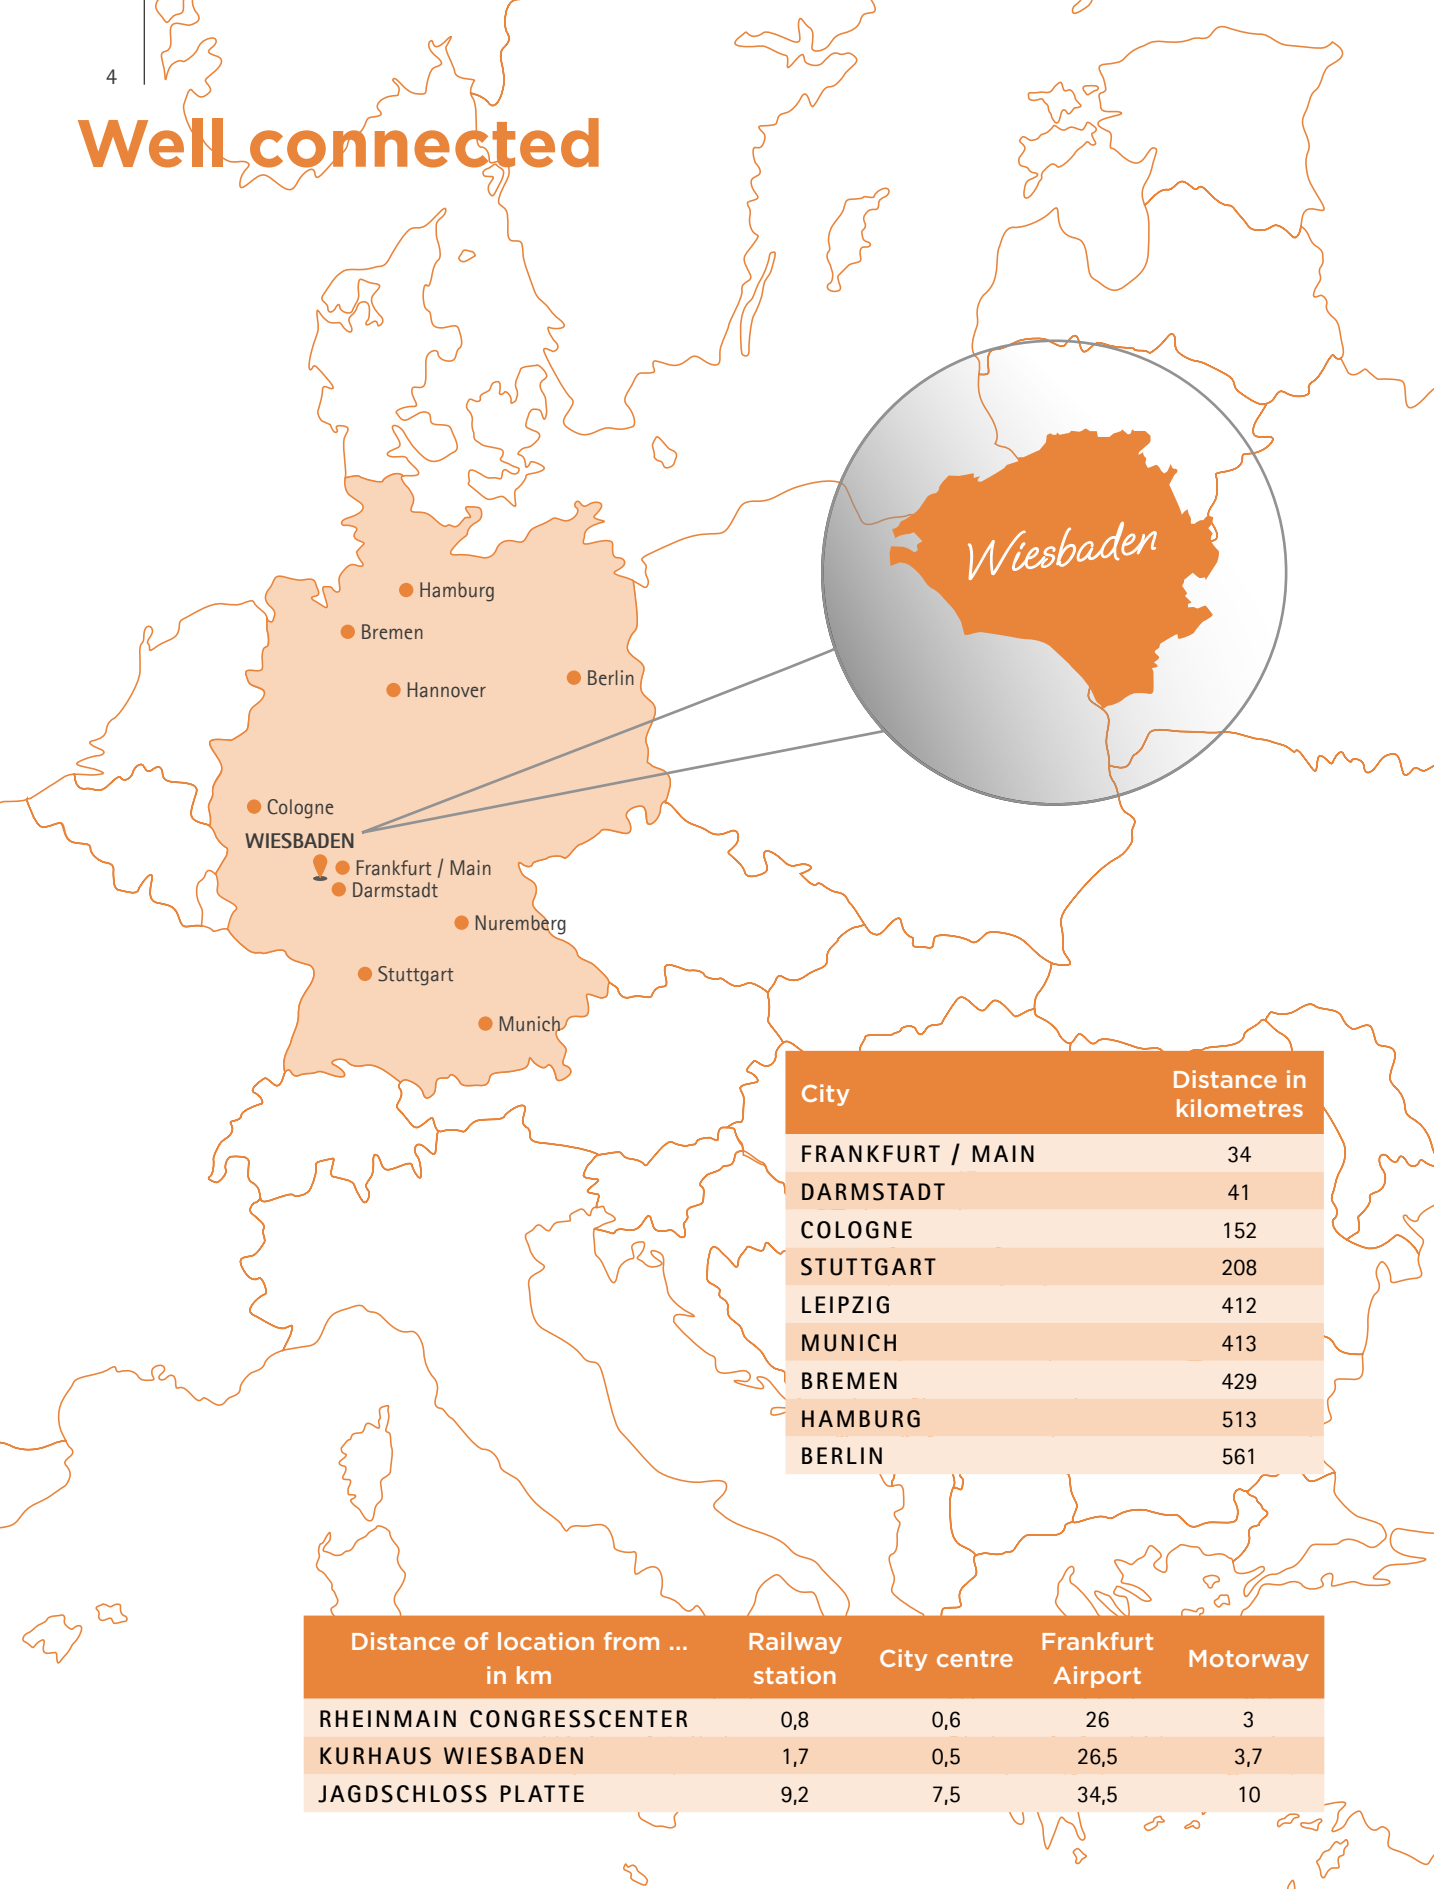 4
Well connected
Wiesbaden
Hamburg
Bremen
Berlin
Hannover
Cologne
WIESBADEN
Frankfurt / Main
Darmstadt
Nuremberg
Stuttgart
Munich
City Distance in
kilometres
FRANKFURT / MAIN 34
DARMSTADT 41
COLOGNE 152
STUTTGART 208
LEIPZIG 412
MUNICH 413
BREMEN 429
HAMBURG 513
BERLIN 561
Distance of location from ... Railway City centre Frankfurt Motorway
in km station Airport
RHEINMAIN CONGRESSCENTER 0,8 0,6 26 3
KURHAUS WIESBADEN 1,7 0,5 26,5 3,7
JAGDSCHLOSS PLATTE 9,2 7,5 34,5 10